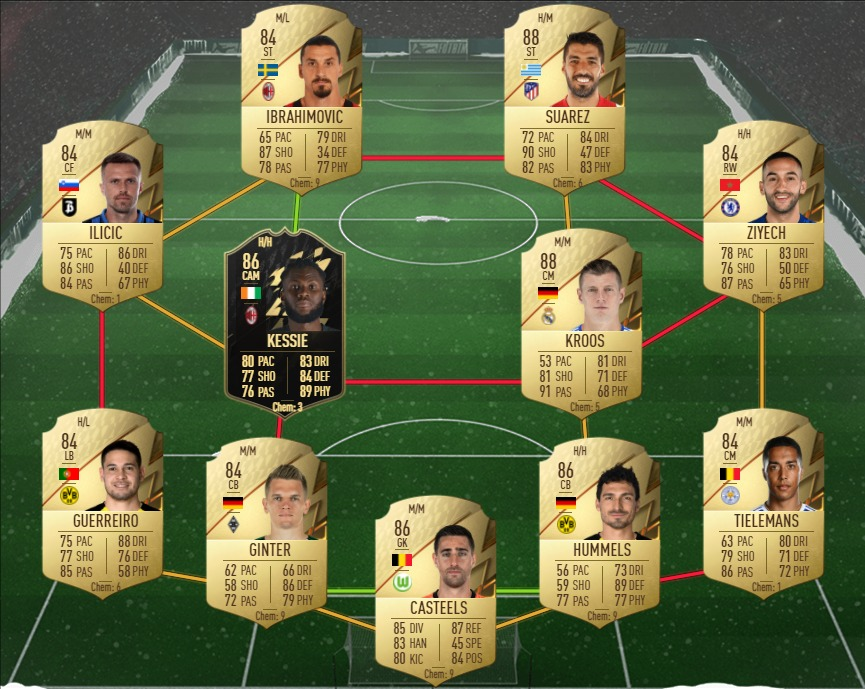 M/L
84
ST
IBRAHIMOVIC
65 PAC 79 DRI
87 SHO 34 DEF
78 PAS 77 PHY
Chem: 9
H/M
88
ST
SUAREZ
72 PAC 84 DRI
90 SHO 47 DEF
82 PAS 83 PHY
Chem: 6
M/M
84
CF
ILICIC
75 PAC 86 DRI
86 SHO 40 DEF
84 PAS 67 PHY
Chem: 1
H/H
84
RW
ZIYECH
78 PAC 83 DRI
76 SHO 50 DEF
87 PAS 65 PHY
Chem: 5
H/H
86
CAM
KESSIE
80 PAC 83 DRI
77 SHO 84 DEF
76 PAS 89 PHY
Chem: 3
M/M
88
CM
KROOS
53 PAC 81 DRI
81 SHO 71 DEF
91 PAS 68 PHY
Chem: 5
H/L
84
LB
GUERREIRO
75 PAC 88 DRI
77 SHO 76 DEF
85 PAS 58 PHY
Chem: 6
M/M
84
CB
GINTER
62 PAC 66 DRI
58 SHO 86 DEF
72 PAS 79 PHY
Chem: 9
M/M
86
GK
CASTEELS
85 DIV 87 REF
83 HAN 45 SPE
80 KIC 84 POS
Chem: 9
M/M
86
CB
HUMMELS
56 PAC 73 DRI
59 SHO 89 DEF
77 PAS 77 PHY
Chem: 9
M/M
84
CM
TIELEMANS
63 PAC 80 DRI
79 SHO 71 DEF
86 PAS 72 PHY
Chem: 1